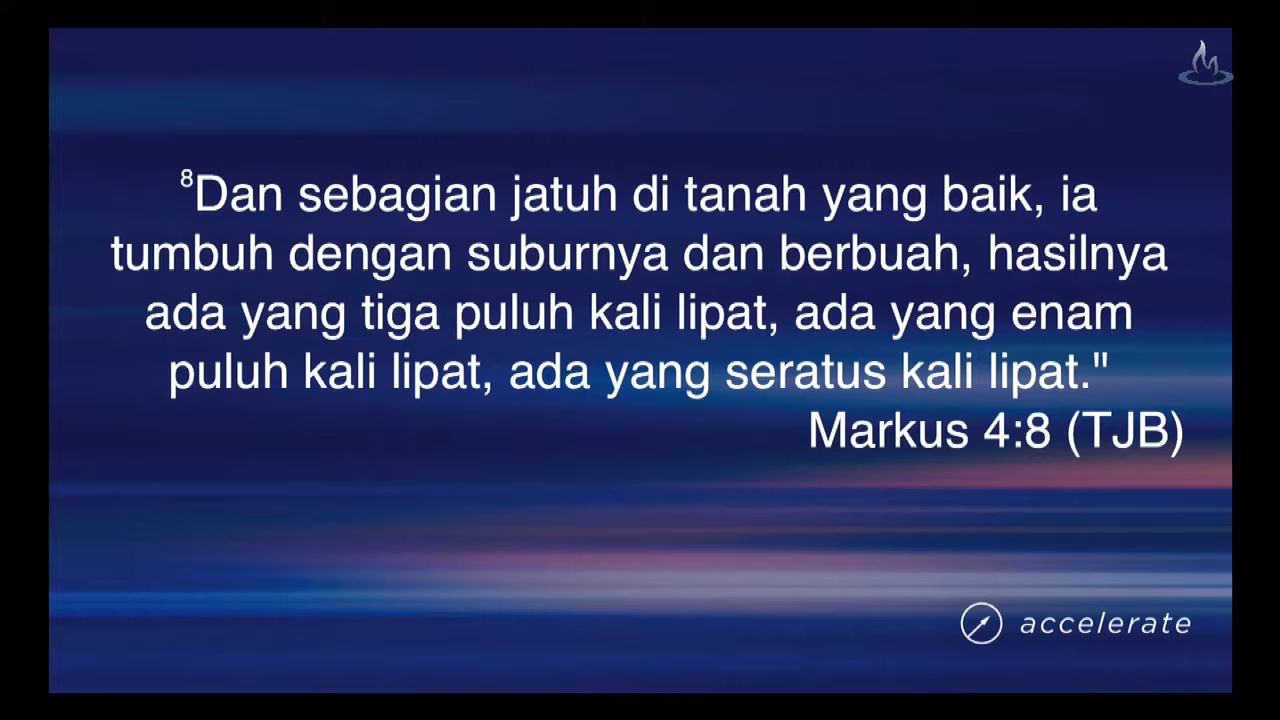 ⁸Dan sebagian jatuh di tanah yang baik, ia
tumbuh dengan suburnya dan berbuah, hasilnya
ada yang tiga puluh kali lipat, ada yang enam
puluh kali lipat, ada yang seratus kali lipat."
Markus 4:8 (TJB)
accelerate